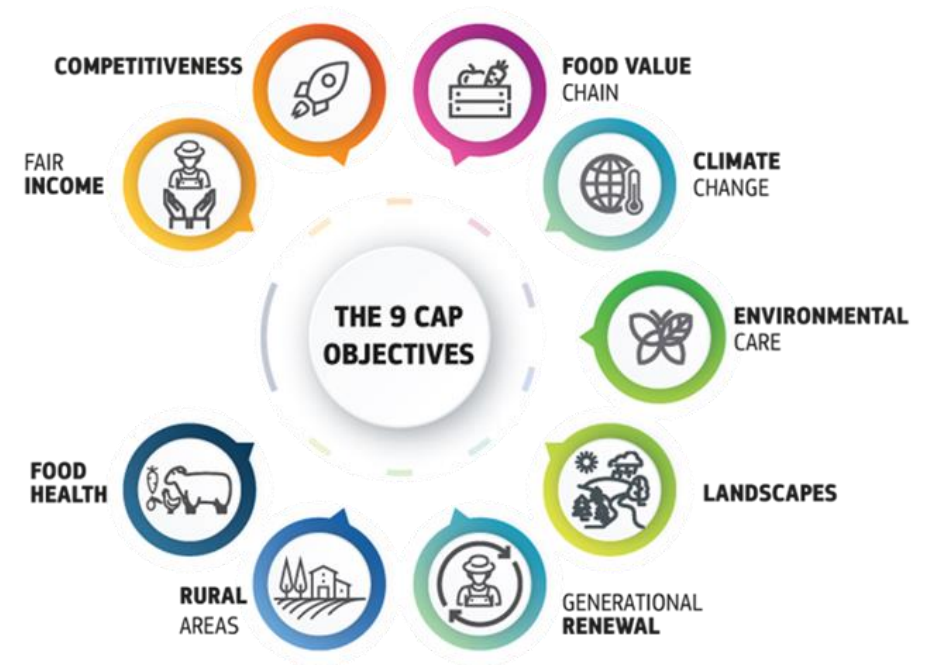 COMPETITIVENESS
FOOD VALUE
CHAIN
FAIR
INCOME
CLIMATE
CHANGE
THE 9 CAP
OBJECTIVES
ENVIRONMENTAL
CARE
FOOD
HEALTH
LANDSCAPES
RURAL
AREAS
GENERATIONAL
RENEWAL